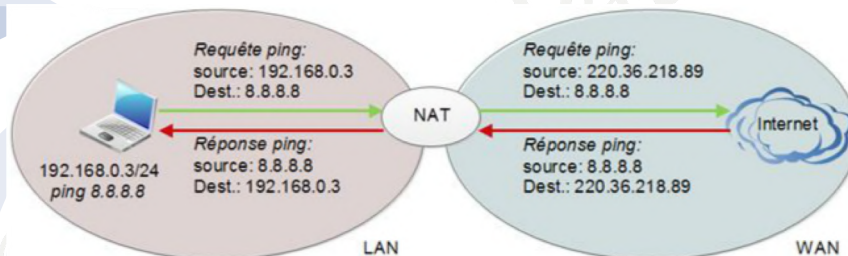 Requête ping:
source: 192.168.0.3
Dest.: 8.8.8.8
Réponse ping:
source: 8.8.8.8
Dest.: 192.168.0.3
192.168.0.3/24
ping 8.8.8.8
LAN
NAT
Requête ping:
source: 220.36.218.89
Dest.: 8.8.8.8
Réponse ping:
source: 8.8.8.8
Dest.: 220.36.218.89
Internet
WAN